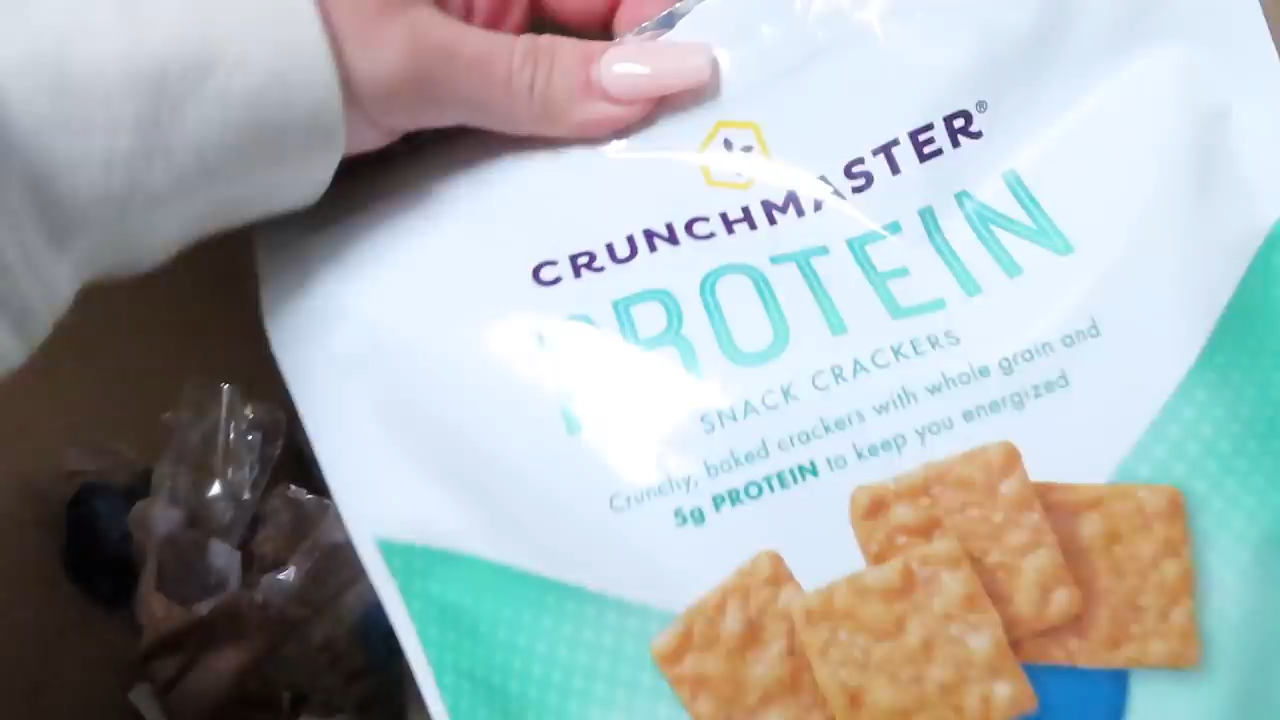 CRUNCHMASTER®
PROTEIN
SNACK CRACKERS
Crunchy, baked crackers with whole grain and
5g PROTEIN to keep you energized